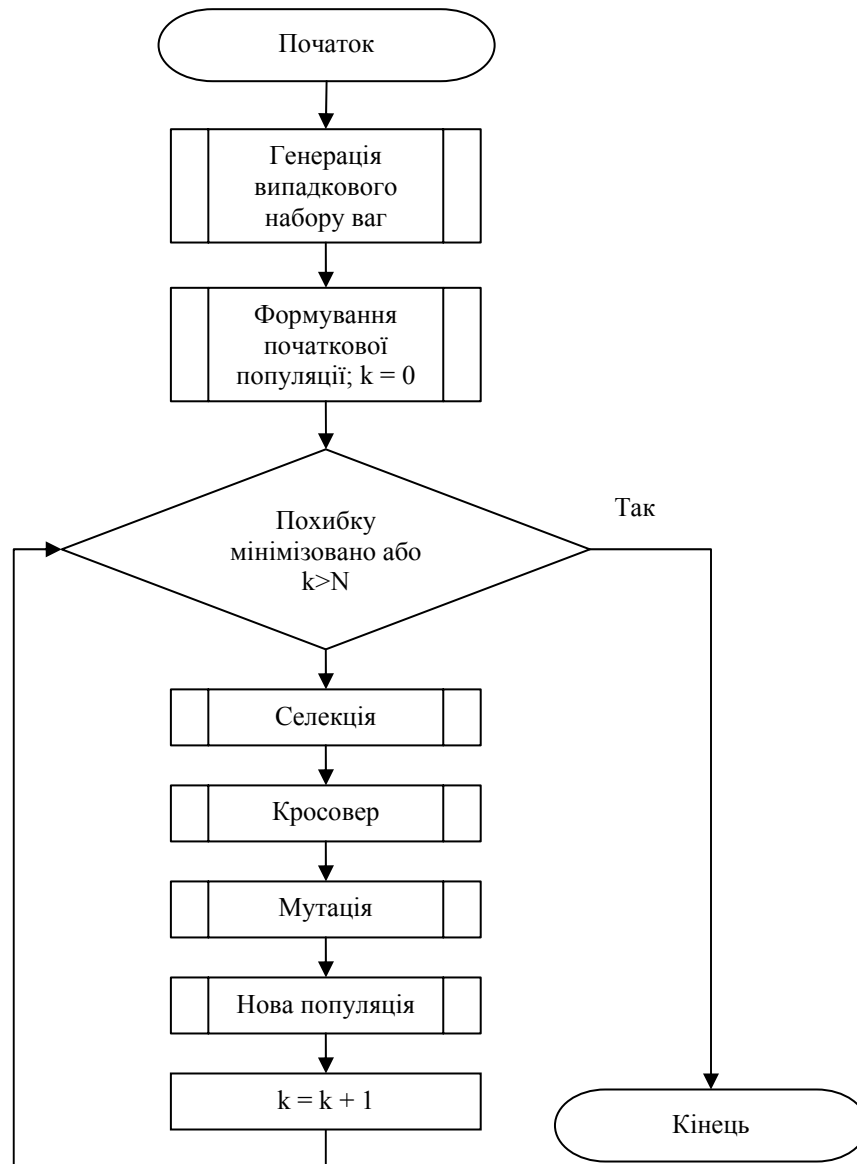 Початок
Генерація
випадкового
набору ваг
Формування
початкової
популяції; k = 0
Похибку
мінімізовано або
k>N
Так
Селекція
Кросовер
Мутація
Нова популяція
k = k + 1
Кінець